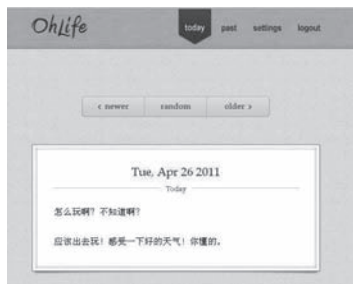 OhLife
today past settings logout
< newer random older >
Tue, Apr 26 2011
Today
怎么玩啊？不知道啊？
应该出去玩！感受一下好的天气！你懂的。